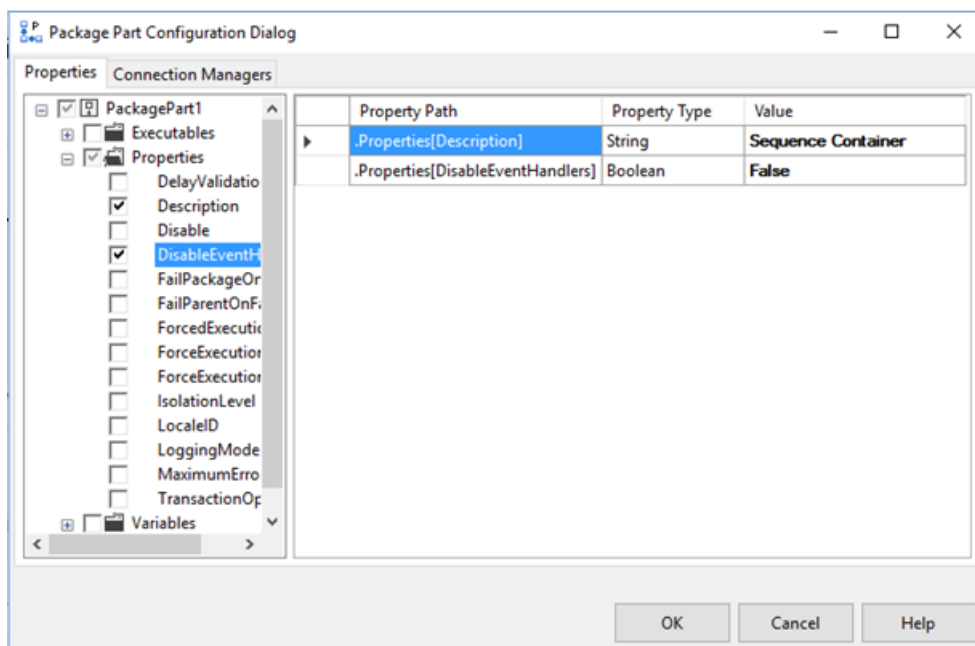 Package Part Configuration Dialog
Properties
Connection Managers
PackagePart1
Executables
Properties
DelayValidatio
Description
Disable
DisableEventH
FailPackageOr
FailParentOnFa
ForcedExecutio
ForceExecution
ForceExecution
IsolationLevel
LocaleID
LoggingMode
MaximumErro
TransactionOp
Variables
Property Path Property Type Value
.Properties[Description] String Sequence Container
.Properties[DisableEventHandlers] Boolean False
OK Cancel Help